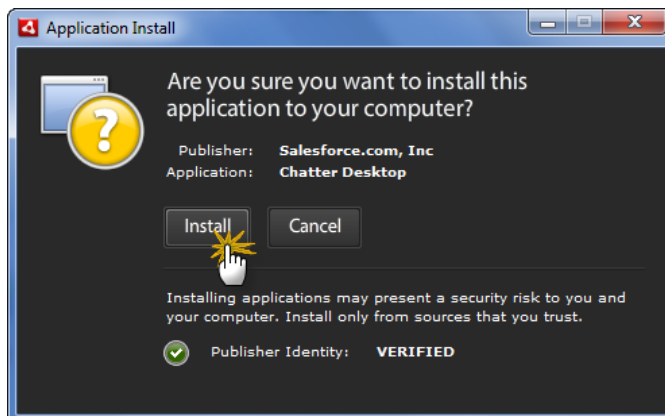 Application Install
Are you sure you want to install this
application to your computer?
Publisher: Salesforce.com, Inc
Application: Chatter Desktop
Install Cancel
Installing applications may present a security risk to you and
your computer. Install only from sources that you trust.
Publisher Identity: VERIFIED